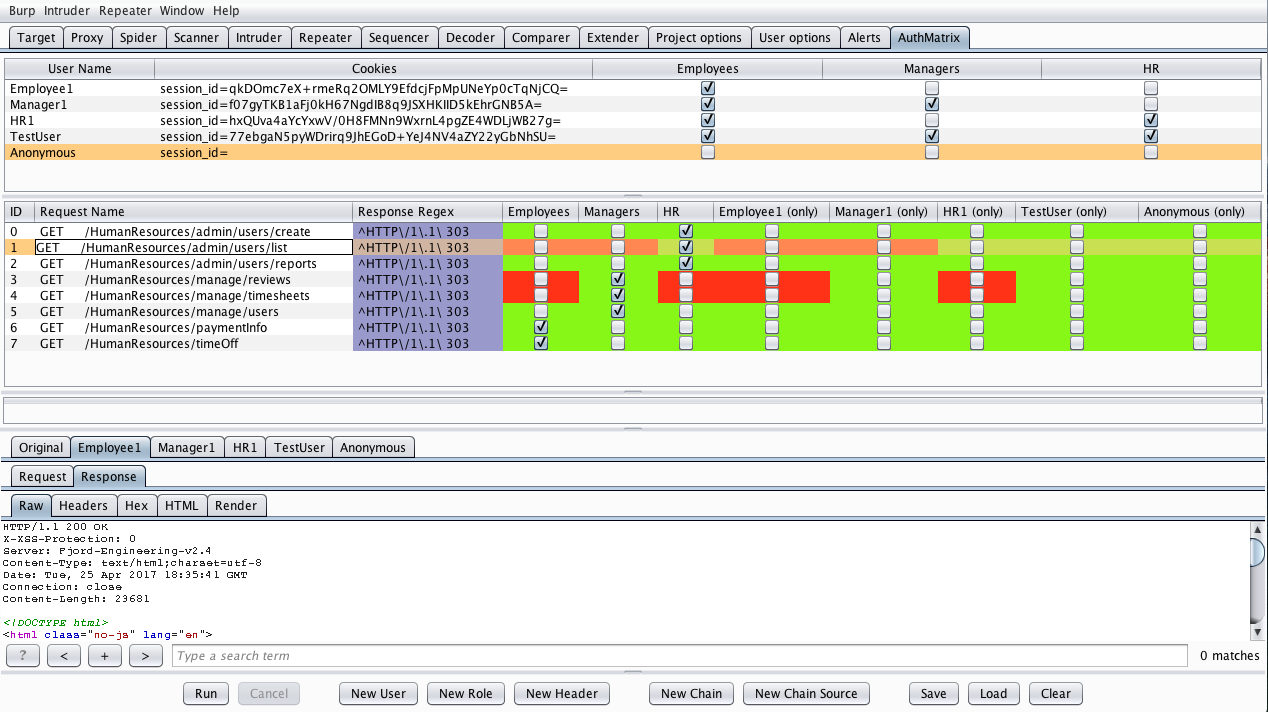 Burp Intruder Repeater Window Help
Target Proxy Spider Scanner Intruder Repeater Sequencer Decoder Comparer Extender Project options User options Alerts AuthMatrix
User Name Cookies Employees Managers HR
Employee1 session_id=qkDOmc7eX+rmeRq2OMLY9EfdcjFpMpUNeYp0cTqNjCQ=
Manager1 session_id=f07gyTKB1aFj0kH67NgdIB8q9JSXHKIID5kEhrGNB5A=
HR1 session_id=hxQUva4aYcYxwV/0H8FMNn9WxrnL4pgZE4WDLjWB27g=
TestUser session_id=77ebgaN5pyWDrirq9JhEGoD+YeJ4NV4aZY22yGbNhSU=
Anonymous session_id=
ID Request Name Response Regex Employees Managers HR Employee1 (only) Manager1 (only) HR1 (only) TestUser (only) Anonymous (only)
0 GET /HumanResources/admin/users/create ^HTTP\/1\.1\ 303
1 GET /HumanResources/admin/users/list ^HTTP\/1\.1\ 303
2 GET /HumanResources/admin/users/reports ^HTTP\/1\.1\ 303
3 GET /HumanResources/manage/reviews ^HTTP\/1\.1\ 303
4 GET /HumanResources/manage/timesheets ^HTTP\/1\.1\ 303
5 GET /HumanResources/manage/users ^HTTP\/1\.1\ 303
6 GET /HumanResources/paymentInfo ^HTTP\/1\.1\ 303
7 GET /HumanResources/timeOff ^HTTP\/1\.1\ 303
Original Employee1 Manager1 HR1 TestUser Anonymous
Request Response
Raw Headers Hex HTML Render
HTTP/1.1 200 OK
X-XSS-Protection: 0
Server: Fjord-Engineering-v2.4
Content-Type: text/html;charset=utf-8
Date: Tue, 25 Apr 2017 18:35:41 GMT
Connection: close
Content-Length: 23681
<!DOCTYPE html>
<html class="no-js" lang="en">
? < + > Type a search term 0 matches
Run Cancel New User New Role New Header New Chain New Chain Source Save Load Clear